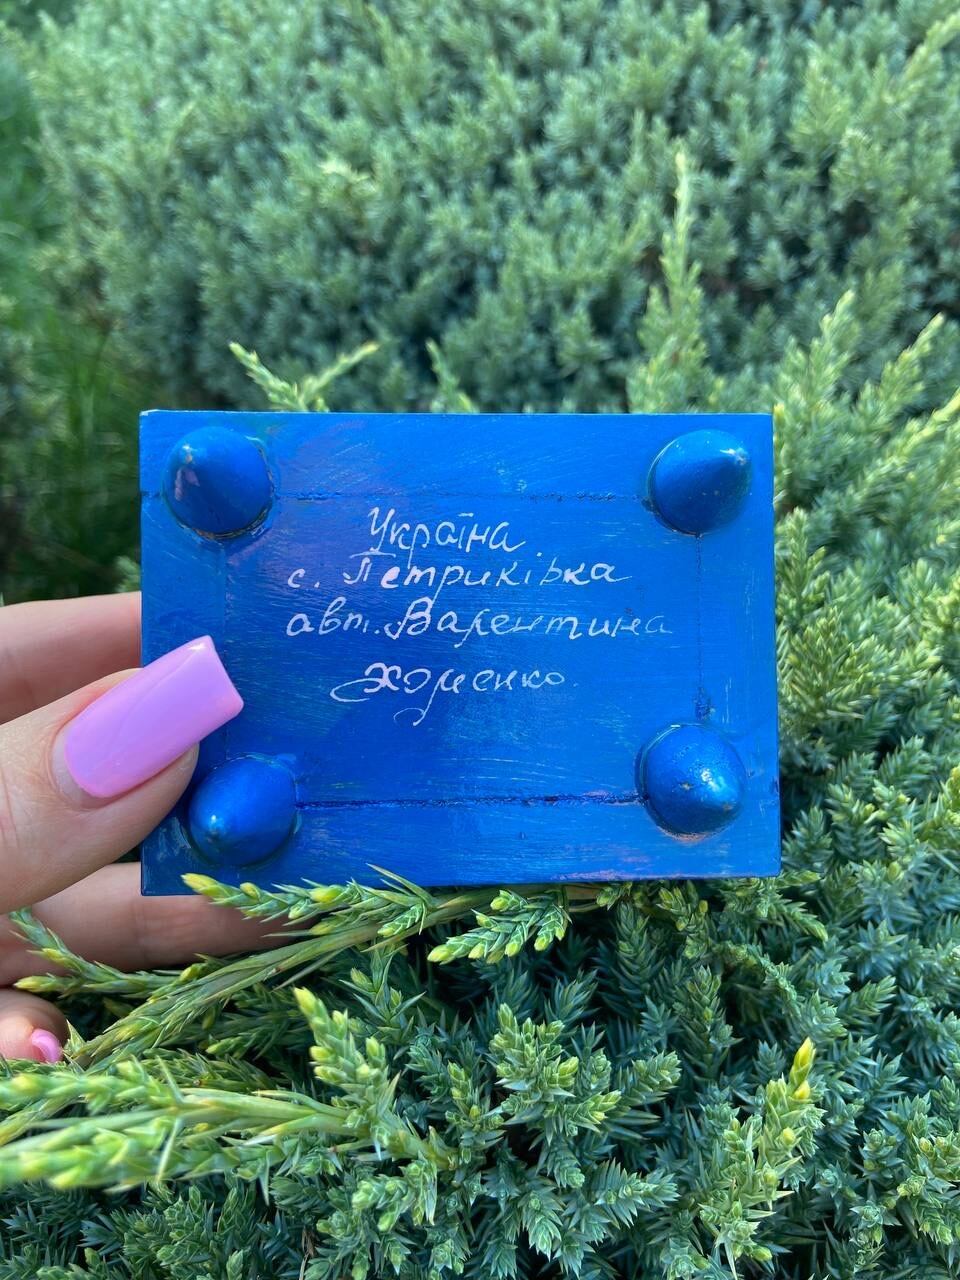 Україна
с. Петриківка
авт. Валентина
Хоменко